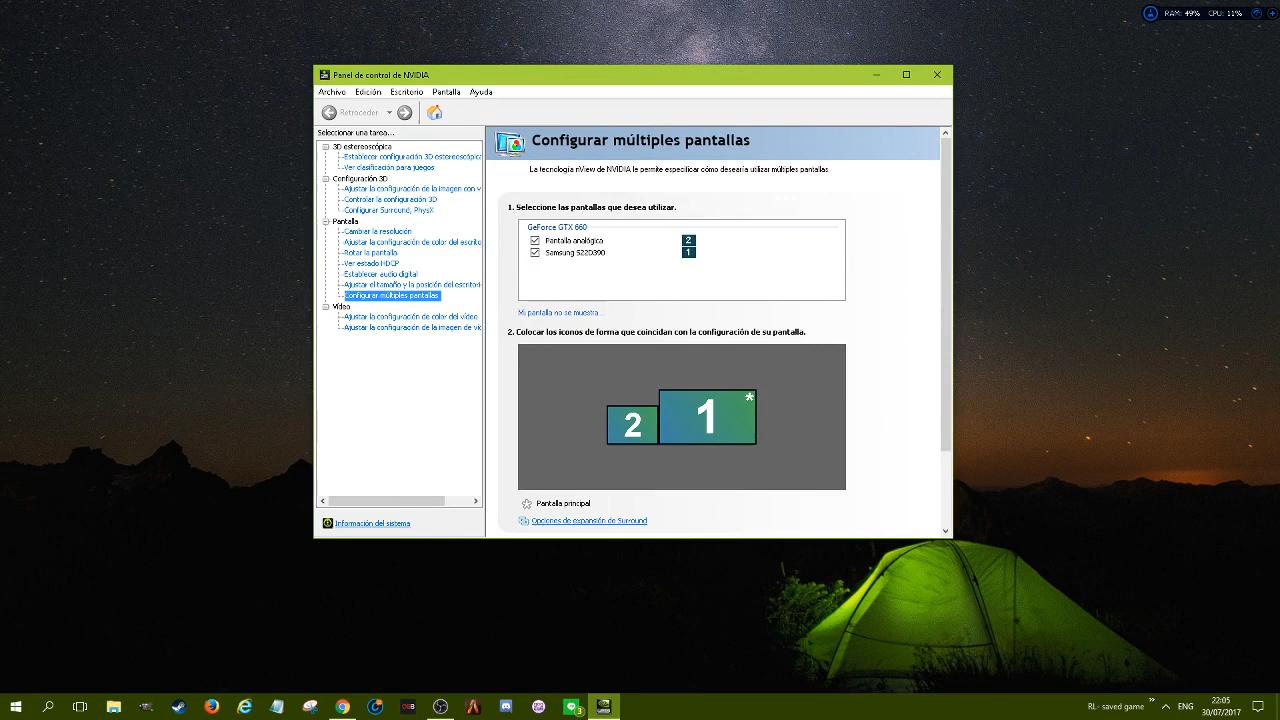 RAM: 49% CPU: 11%
Panel de control de NVIDIA
Archivo Edición Escritorio Pantalla Ayuda
Retroceder
Seleccionar una tarea...
3D estereoscópica
Establecer configuración 3D estereoscópica
Ver clasificación para juegos
Configuración 3D
Ajustar la configuración de la imagen con v
Controlar la configuración 3D
Configurar Surround, PhysX
Pantalla
Cambiar la resolución
Ajustar la configuración de color del escrito
Rotar la pantalla
Ver estado HDCP
Establecer audio digital
Ajustar el tamaño y la posición del escritori
Configurar múltiples pantallas
Vídeo
Ajustar la configuración de color del vídeo
Ajustar la configuración de la imagen de ví
Información del sistema
Configurar múltiples pantallas
La tecnología nView de NVIDIA le permite especificar cómo desearía utilizar múltiples pantallas.
1. Seleccione las pantallas que desea utilizar.
GeForce GTX 660
Pantalla analógica 2
Samsung S22D390 1
Mi pantalla no se muestra...
2. Colocar los iconos de forma que coincidan con la configuración de su pantalla.
2 1 *
Pantalla principal
Opciones de expansión de Surround
RL- saved game » ENG 22:05
30/07/2017